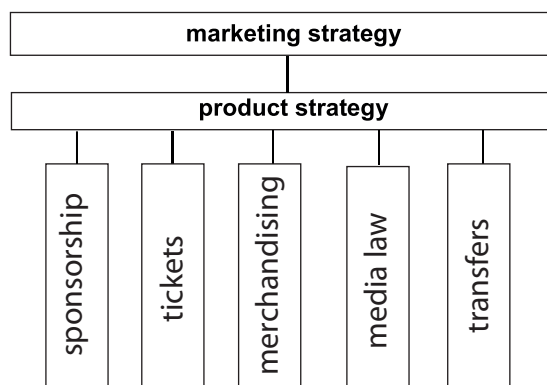 marketing strategy
product strategy
sponsorship
tickets
merchandising
media law
transfers